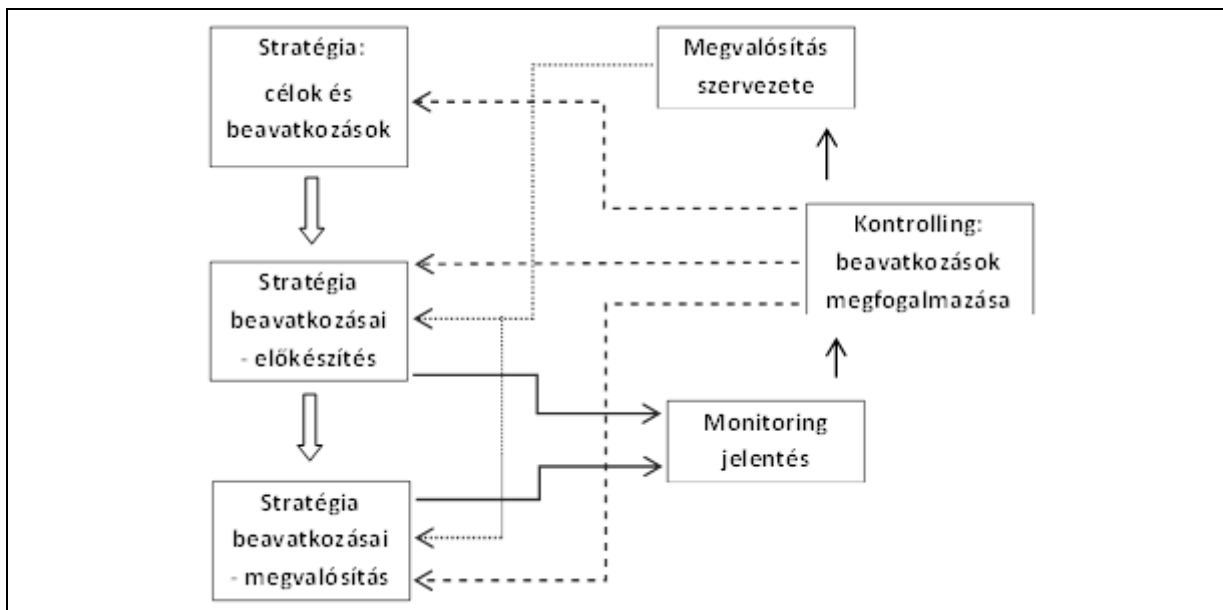 Stratégia:
célok és
beavatkozások
Megvalósítás
szervezete
Kontrolling:
beavatkozások
megfogalmazása
Stratégia
beavatkozásai
- előkészítés
Monitoring
jelentés
Stratégia
beavatkozásai
- megvalósítás